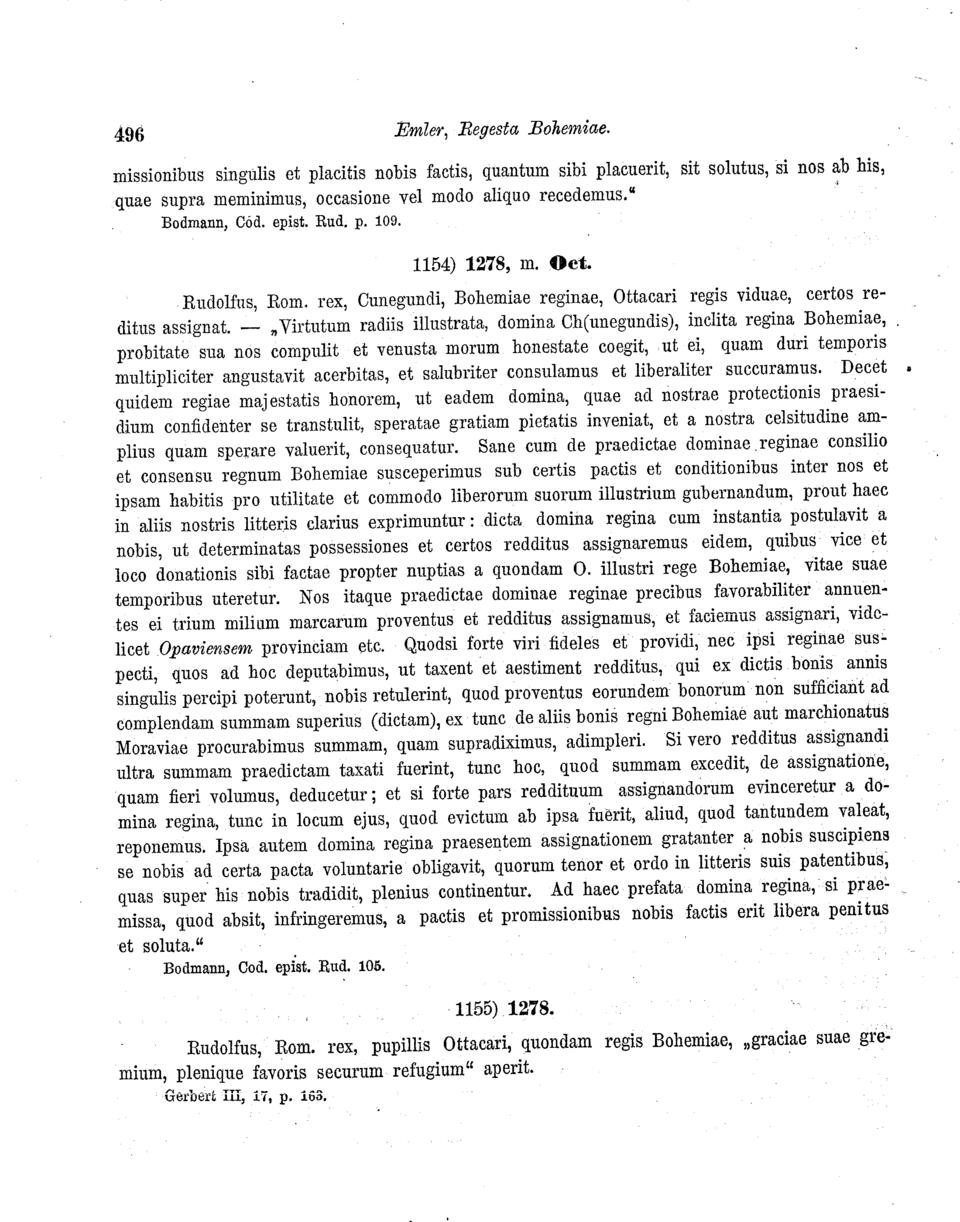 496
Emler, Regesta Bohemiae.
missionibus singulis et placitis nobis factis, quantum sibi placuerit, sit solutus, si nos ab his,
quae supra meminimus, occasione vel modo aliquo recedemus.“
Bodmann, Cod. epist. Rud. p. 109.
1154) 1278, m. Oct.
Rudolfus, Rom. rex, Cunegundi, Bohemiae reginae, Ottacari regis viduae, certos re-
ditus assignat. — „Virtutum radiis illustrata, domina Ch(unegundis), inclita regina Bohemiae,
probitate sua nos compulit et venusta morum honestate coegit, ut ei, quam duri temporis
multipliciter angustavit acerbitas, et salubriter consulamus et liberaliter succuramus. Decet
quidem regiae majestatis honorem, ut eadem domina, quae ad nostrae protectionis praesi-
dium confidenter se transtulit, speratae gratiam pietatis inveniat, et a nostra celsitudine am-
plius quam sperare valuerit, consequatur. Sane cum de praedictae dominae reginae consilio
et consensu regnum Bohemiae susceperimus sub certis pactis et conditionibus inter nos et
ipsam habitis pro utilitate et commodo liberorum suorum illustrium gubernandum, prout haec
in aliis nostris litteris clarius exprimuntur: dicta domina regina cum instantia postulavit a
nobis, ut determinatas possessiones et certos redditus assignaremus eidem, quibus vice et
loco donationis sibi factae propter nuptias a quondam O. illustri rege Bohemiae, vitae suae
temporibus uteretur. Nos itaque praedictae dominae reginae precibus favorabiliter annuen-
tes ei trium milium marcarum proventus et redditus assignamus, et faciemus assignari, vide-
licet Opaviensem provinciam etc. Quodsi forte viri fideles et providi, nec ipsi reginae sus-
pecti, quos ad hoc deputabimus, ut taxent et aestiment redditus, qui ex dictis bonis annis
singulis percipi poterunt, nobis retulerint, quod proventus eorundem bonorum non sufficiant ad
complendam summam superius (dictam), ex tunc de aliis bonis regni Bohemiae aut marchionatus
Moraviae procurabimus summam, quam supradiximus, adimpleri. Si vero redditus assignandi
ultra summam praedictam taxati fuerint, tunc hoc, quod summam excedit, de assignatione,
quam fieri volumus, deducetur; et si forte pars reddituum assignandorum evinceretur a do-
mina regina, tunc in locum ejus, quod evictum ab ipsa fuerit, aliud, quod tantundem valeat,
reponemus. Ipsa autem domina regina praesentem assignationem gratanter a nobis suscipiens
se nobis ad certa pacta voluntarie obligavit, quorum tenor et ordo in litteris suis patentibus,
quas super his nobis tradidit, plenius continentur. Ad haec prefata domina regina, si prae-
missa, quod absit, infringeremus, a pactis et promissionibus nobis factis erit libera penitus
et soluta.“
Bodmann, Cod. epist. Rud. 105.
1155) 1278.
Rudolfus, Rom. rex, pupillis Ottacari, quondam regis Bohemiae, „graciae suae gre-
mium, plenique favoris securum refugium“ aperit.
Gerbert III, 17, p. 163.